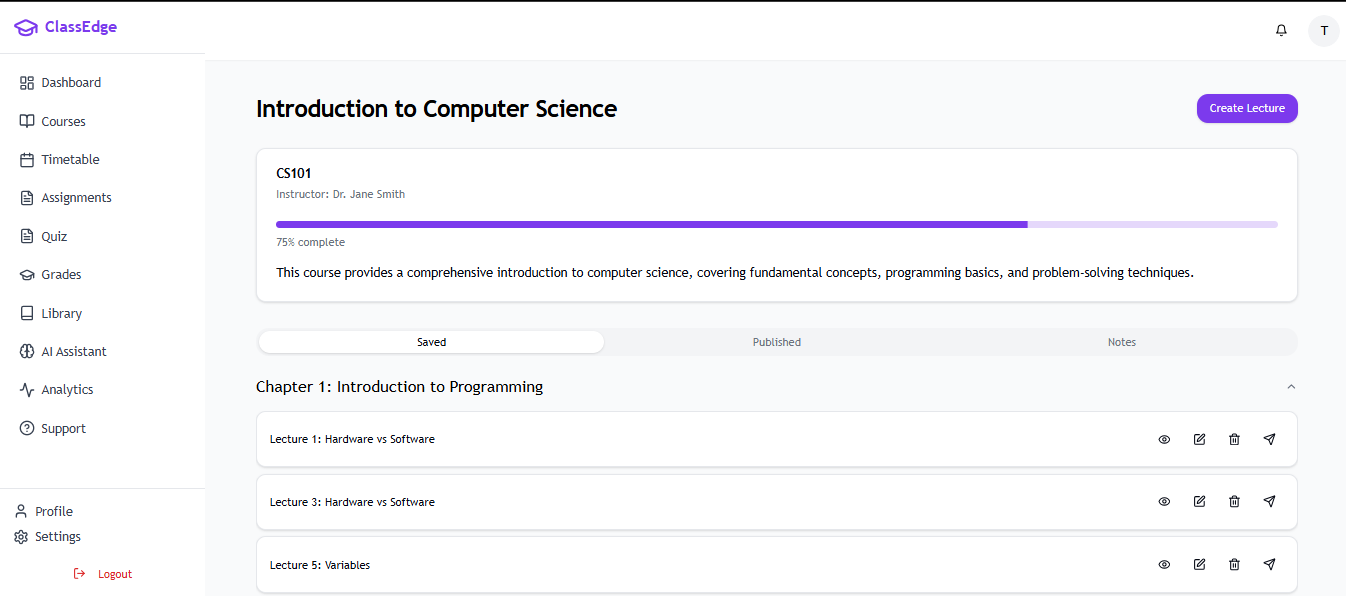 ClassEdge
T
Dashboard
Courses
Timetable
Assignments
Quiz
Grades
Library
AI Assistant
Analytics
Support
Profile
Settings
Logout
Introduction to Computer Science
Create Lecture
CS101
Instructor: Dr. Jane Smith
75% complete
This course provides a comprehensive introduction to computer science, covering fundamental concepts, programming basics, and problem-solving techniques.
Saved
Published
Notes
Chapter 1: Introduction to Programming
Lecture 1: Hardware vs Software
Lecture 3: Hardware vs Software
Lecture 5: Variables